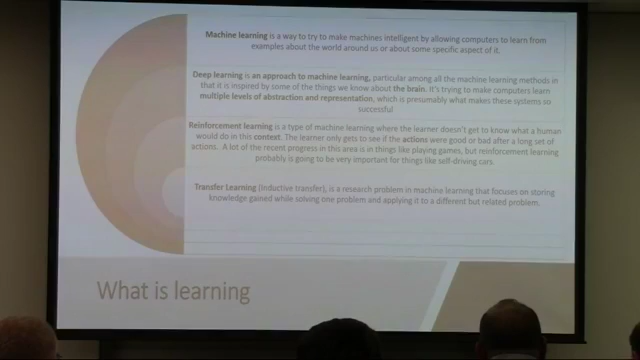 Machine learning is a way to try to make machines intelligent by allowing computers to learn from
examples about the world around us or about some specific aspect of it.
Deep learning is an approach to machine learning, particular among all the machine learning methods in
that it is inspired by some of the things we know about the brain. It's trying to make computers learn
multiple levels of abstraction and representation, which is presumably what makes these systems so
successful
Reinforcement learning is a type of machine learning where the learner doesn't get to know what a human
would do in this context. The learner only gets to see if the actions were good or bad after a long set of
actions. A lot of the recent progress in this area is in things like playing games, but reinforcement learning
probably is going to be very important for things like self-driving cars.
Transfer Learning (inductive transfer), is a research problem in machine learning that focuses on storing
knowledge gained while solving one problem and applying it to a different but related problem.
What is learning